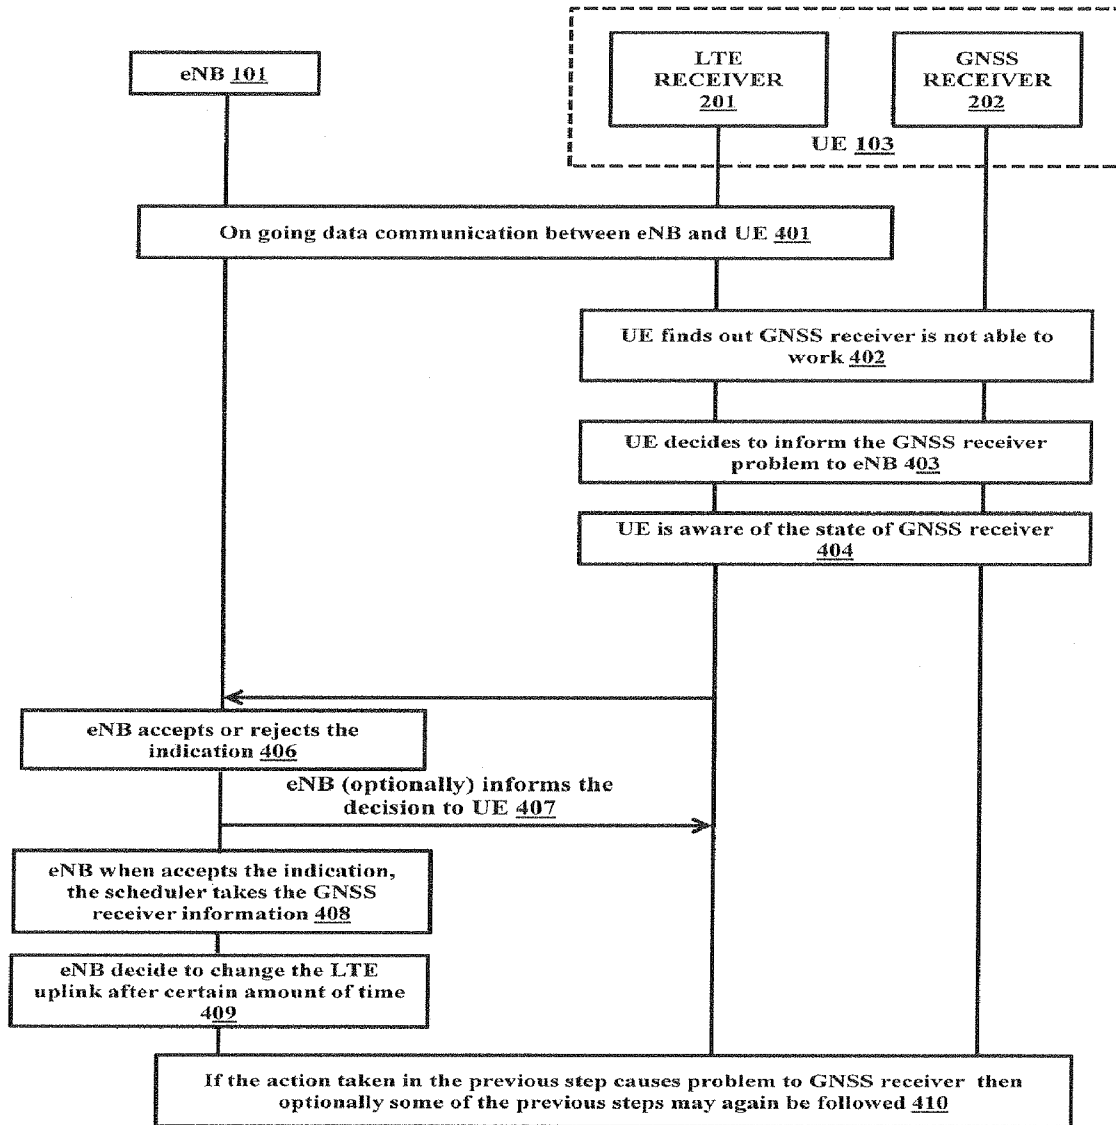 eNB 101
LTE
RECEIVER
201
GNSS
RECEIVER
202
UE 103
On going data communication between eNB and UE 401
UE finds out GNSS receiver is not able to
work 402
UE decides to inform the GNSS receiver
problem to eNB 403
UE is aware of the state of GNSS receiver
404
eNB accepts or rejects the
indication 406
eNB (optionally) informs the
decision to UE 407
eNB when accepts the indication,
the scheduler takes the GNSS
receiver information 408
eNB decide to change the LTE
uplink after certain amount of time
409
If the action taken in the previous step causes problem to GNSS receiver then
optionally some of the previous steps may again be followed 410